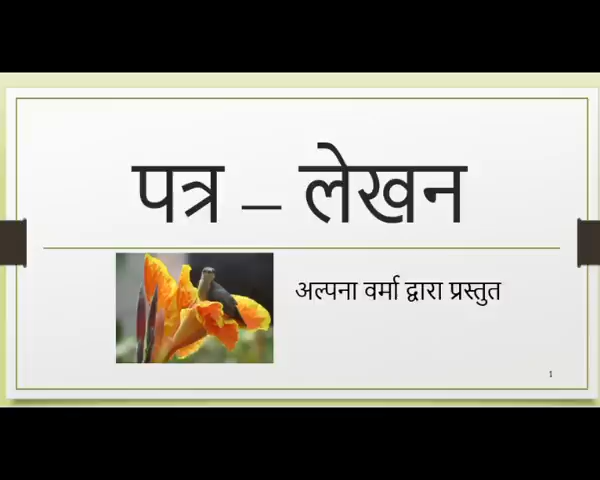 पत्र – लेखन
अल्पना वर्मा द्वारा प्रस्तुत
1